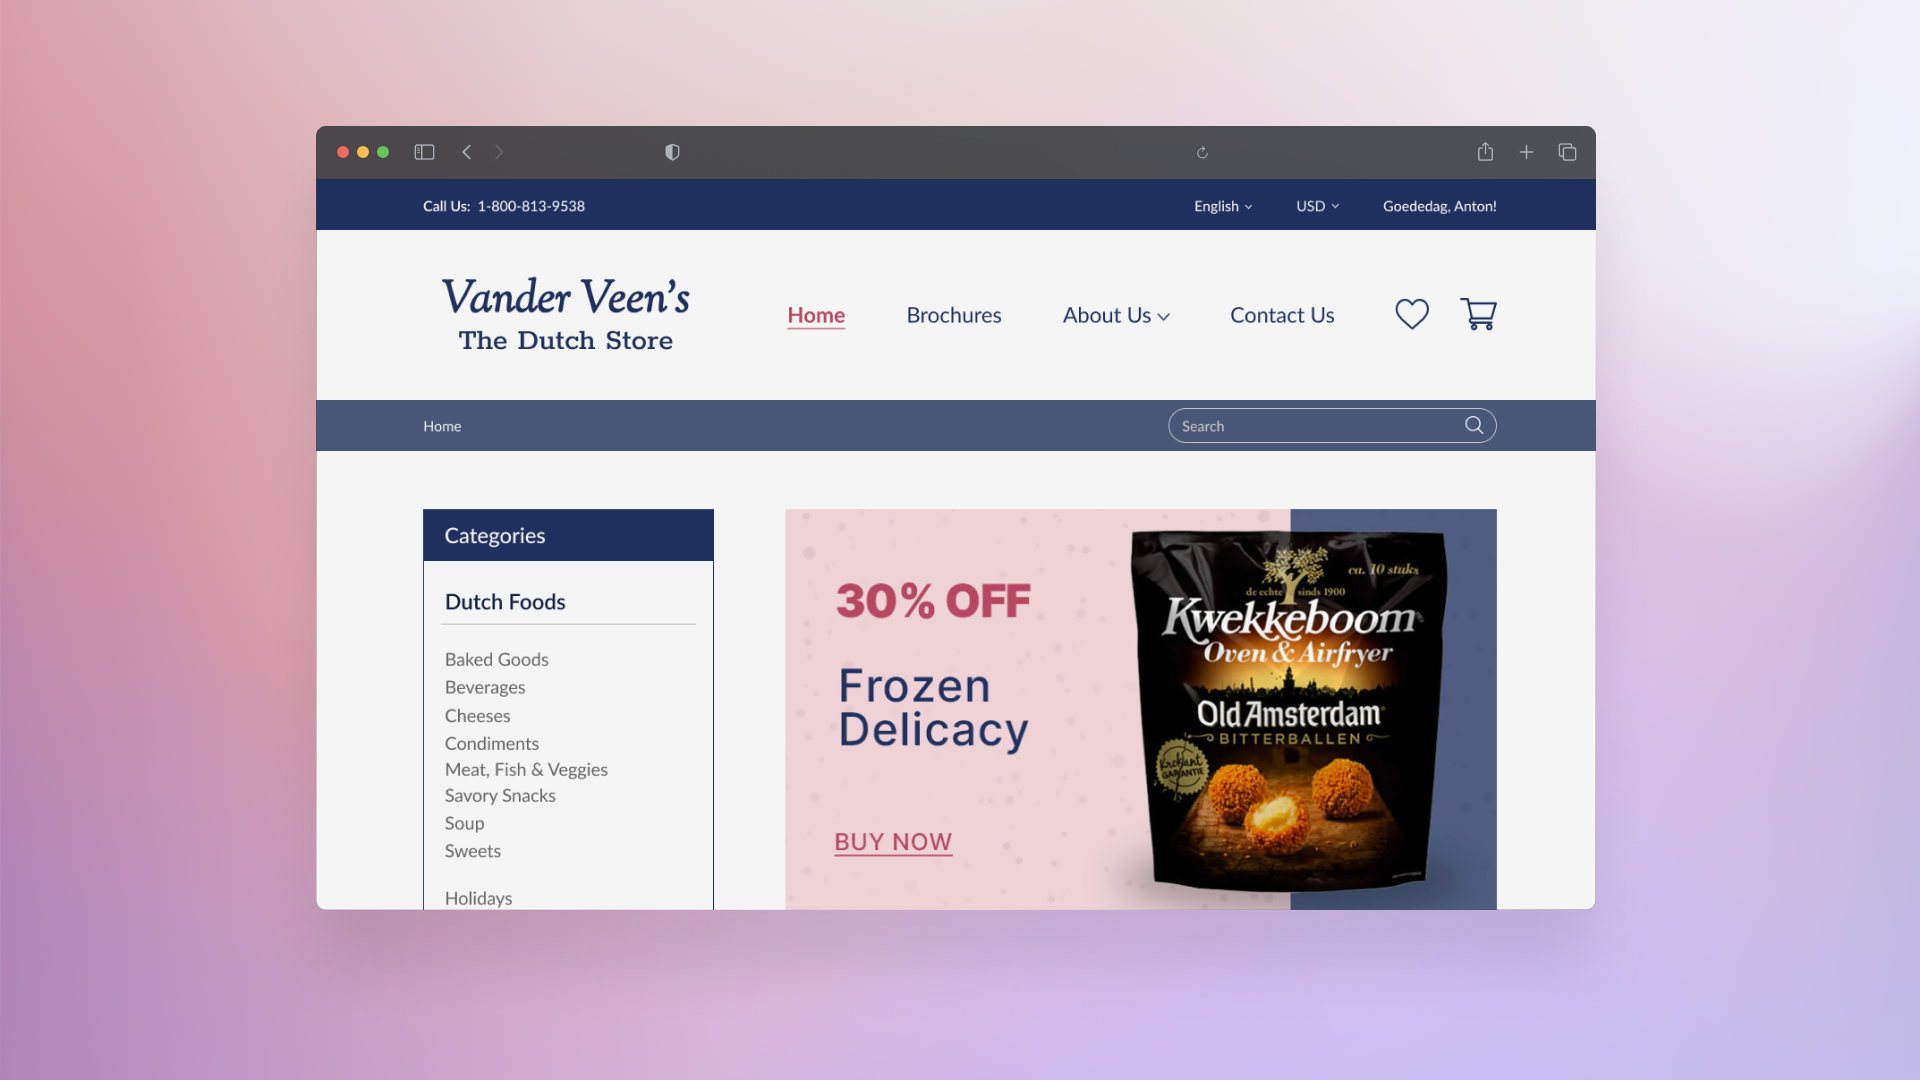 Call Us: 1-800-813-9538
English
USD
Goededag, Anton!
Vander Veen's
The Dutch Store
Home
Brochures
About Us
Contact Us
Home
Search
Categories
Dutch Foods
Baked Goods
Beverages
Cheeses
Condiments
Meat, Fish & Veggies
Savory Snacks
Soup
Sweets
Holidays
30% OFF
Frozen
Delicacy
BUY NOW
ca. 10 stuks
de echte sinds 1900
Kwekkeboom
Oven & Airfryer
Old Amsterdam
BITTERBALLEN
Krokant
GARANTIE